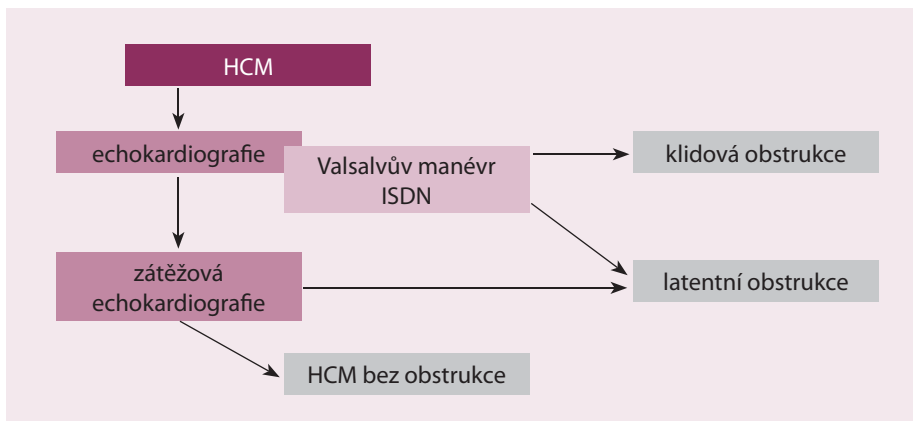 HCM
echokardiografie
Valsalvův manévr
ISDN
klidová obstrukce
zátěžová
echokardiografie
latentní obstrukce
HCM bez obstrukce